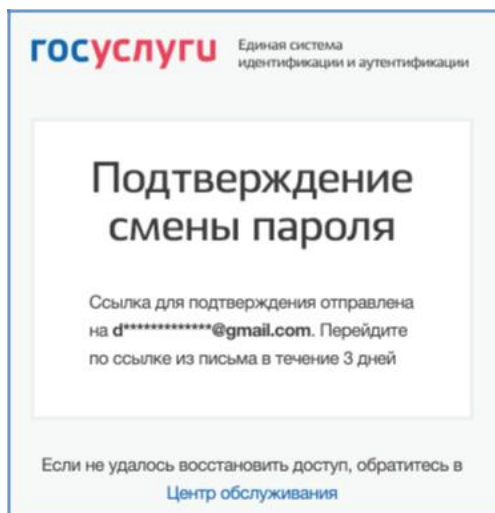 госуслуги
Единая система
идентификации и аутентификации
Подтверждение
смены пароля
Ссылка для подтверждения отправлена
на d*************@gmail.com. Перейдите
по ссылке из письма в течение 3 дней
Если не удалось восстановить доступ, обратитесь в
Центр обслуживания